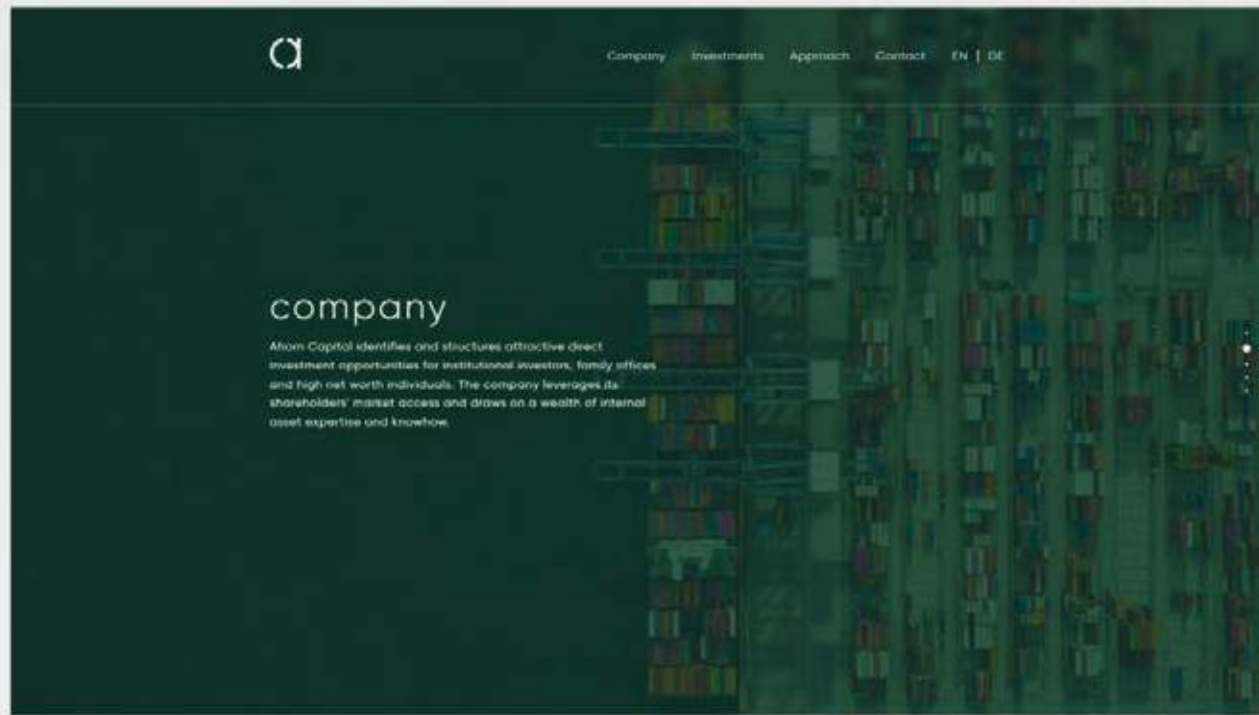 a
Company Investments Approach Contact EN | DE
company
Ahorn Capital identifies and structures attractive direct
investment opportunities for institutional investors, family offices
and high net worth individuals. The company leverages its
shareholders' market access and draws on a wealth of internal
asset expertise and knowhow.